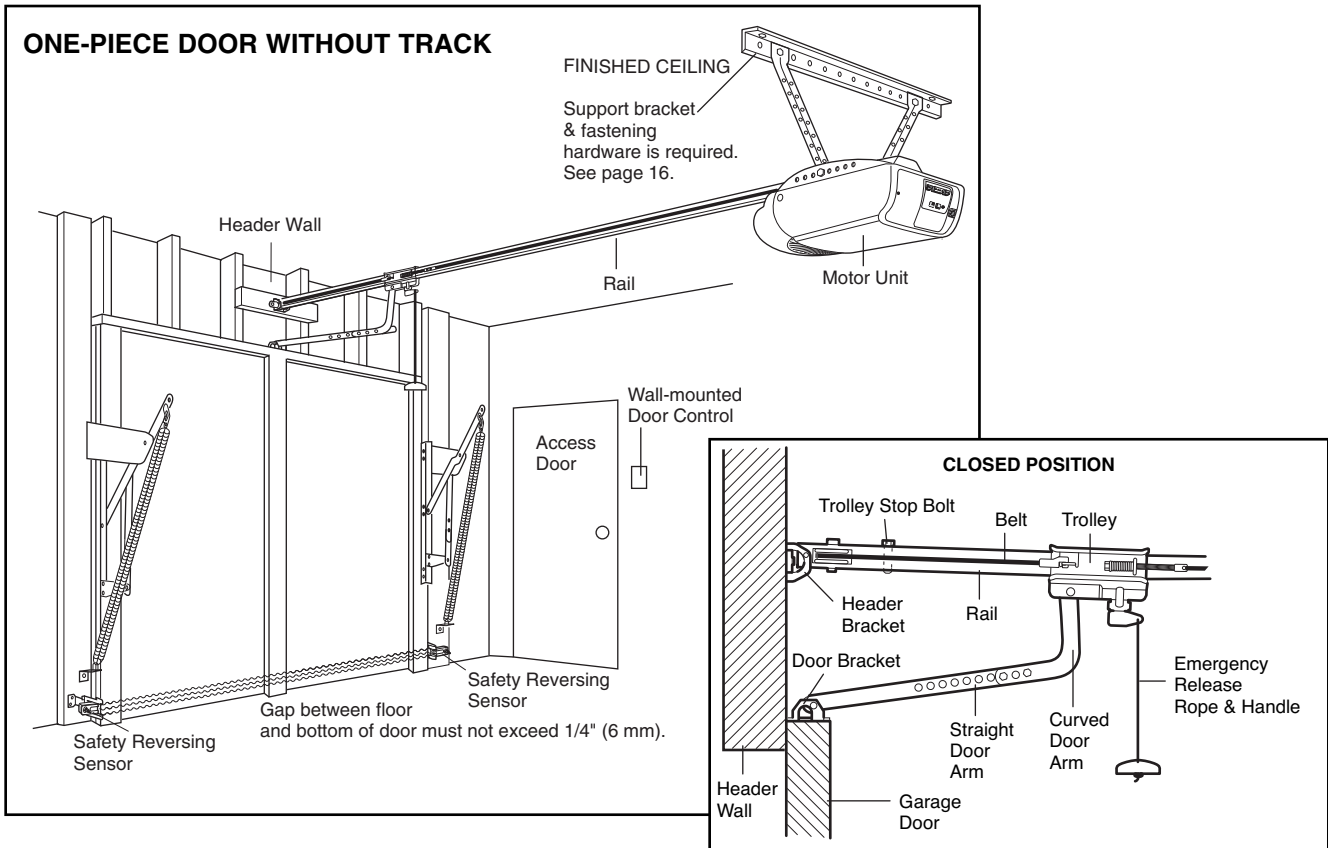 ONE-PIECE DOOR WITHOUT TRACK
FINISHED CEILING
Support bracket
& fastening
hardware is required.
See page 16.
Header Wall
Rail
Motor Unit
Wall-mounted
Door Control
Access
Door
Safety Reversing
Sensor
Gap between floor
and bottom of door must not exceed 1/4" (6 mm).
Safety Reversing
Sensor
CLOSED POSITION
Trolley Stop Bolt
Belt
Trolley
Header
Bracket
Rail
Door Bracket
Emergency
Release
Rope & Handle
Straight
Door
Arm
Curved
Door
Arm
Header
Wall
Garage
Door